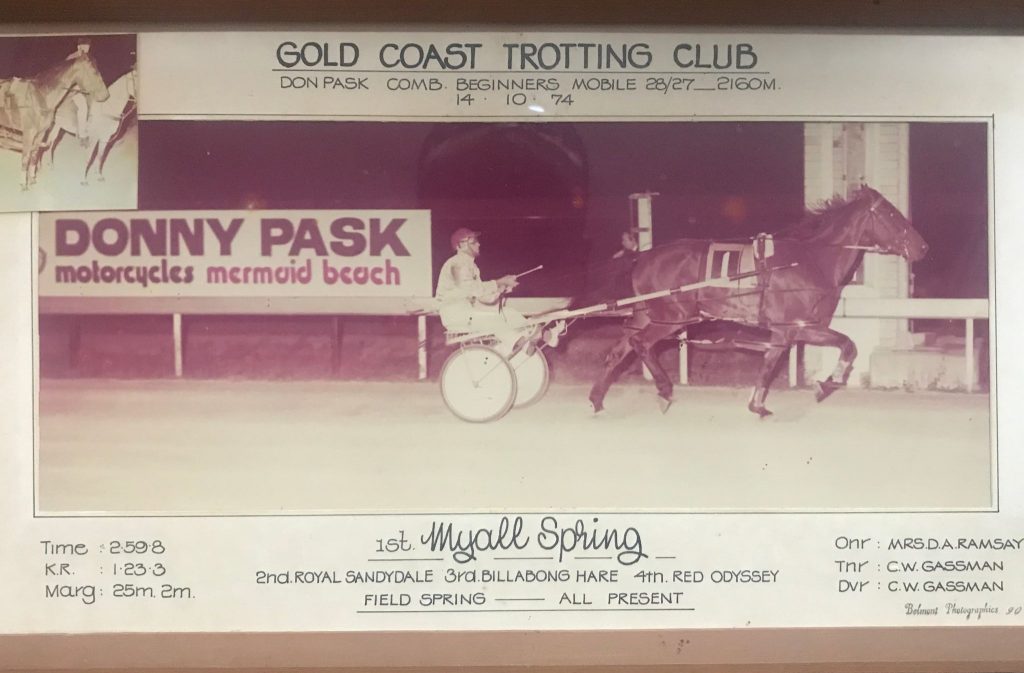 GOLD COAST TROTTING CLUB
DON PASK COMB. BEGINNERS MOBILE 28/27 _ 2160M.
14 · 10 · 74
DONNY PASK
motorcycles mermaid beach
1
Time : 2·59·8
K.R. : 1·23·3
Marg : 25m. 2m.
1st. Myall Spring
2nd. ROYAL SANDYDALE 3rd. BILLABONG HARE 4th. RED ODYSSEY
FIELD SPRING —— ALL PRESENT
Onr : MRS. D. A. RAMSAY
Tnr : C. W. GASSMAN
Dvr : C. W. GASSMAN
Belmont Photographics